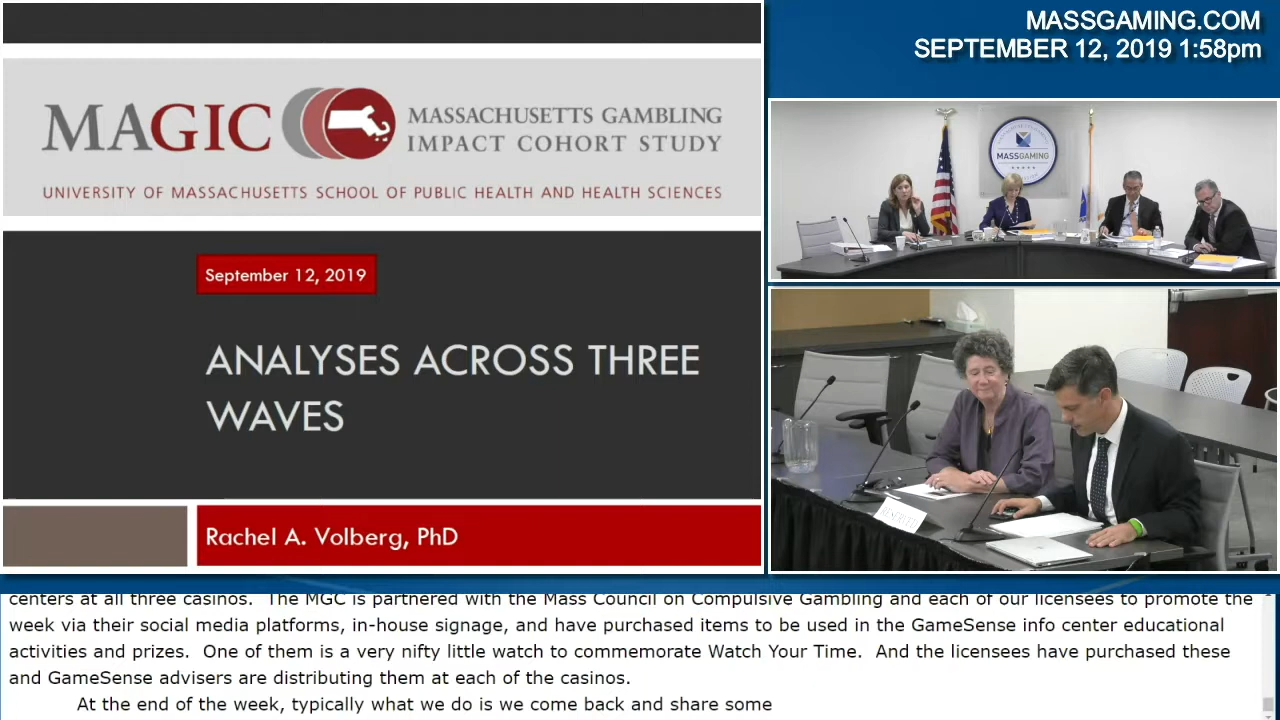 MASSGAMING.COM
SEPTEMBER 12, 2019 1:58pm
MAGIC
MASSACHUSETTS GAMBLING
IMPACT COHORT STUDY
UNIVERSITY OF MASSACHUSETTS SCHOOL OF PUBLIC HEALTH AND HEALTH SCIENCES
September 12, 2019
ANALYSES ACROSS THREE
WAVES
Rachel A. Volberg, PhD
MASSGAMING
RESERVED
centers at all three casinos. The MGC is partnered with the Mass Council on Compulsive Gambling and each of our licensees to promote the
week via their social media platforms, in-house signage, and have purchased items to be used in the GameSense info center educational
activities and prizes. One of them is a very nifty little watch to commemorate Watch Your Time. And the licensees have purchased these
and GameSense advisers are distributing them at each of the casinos.
At the end of the week, typically what we do is we come back and share some